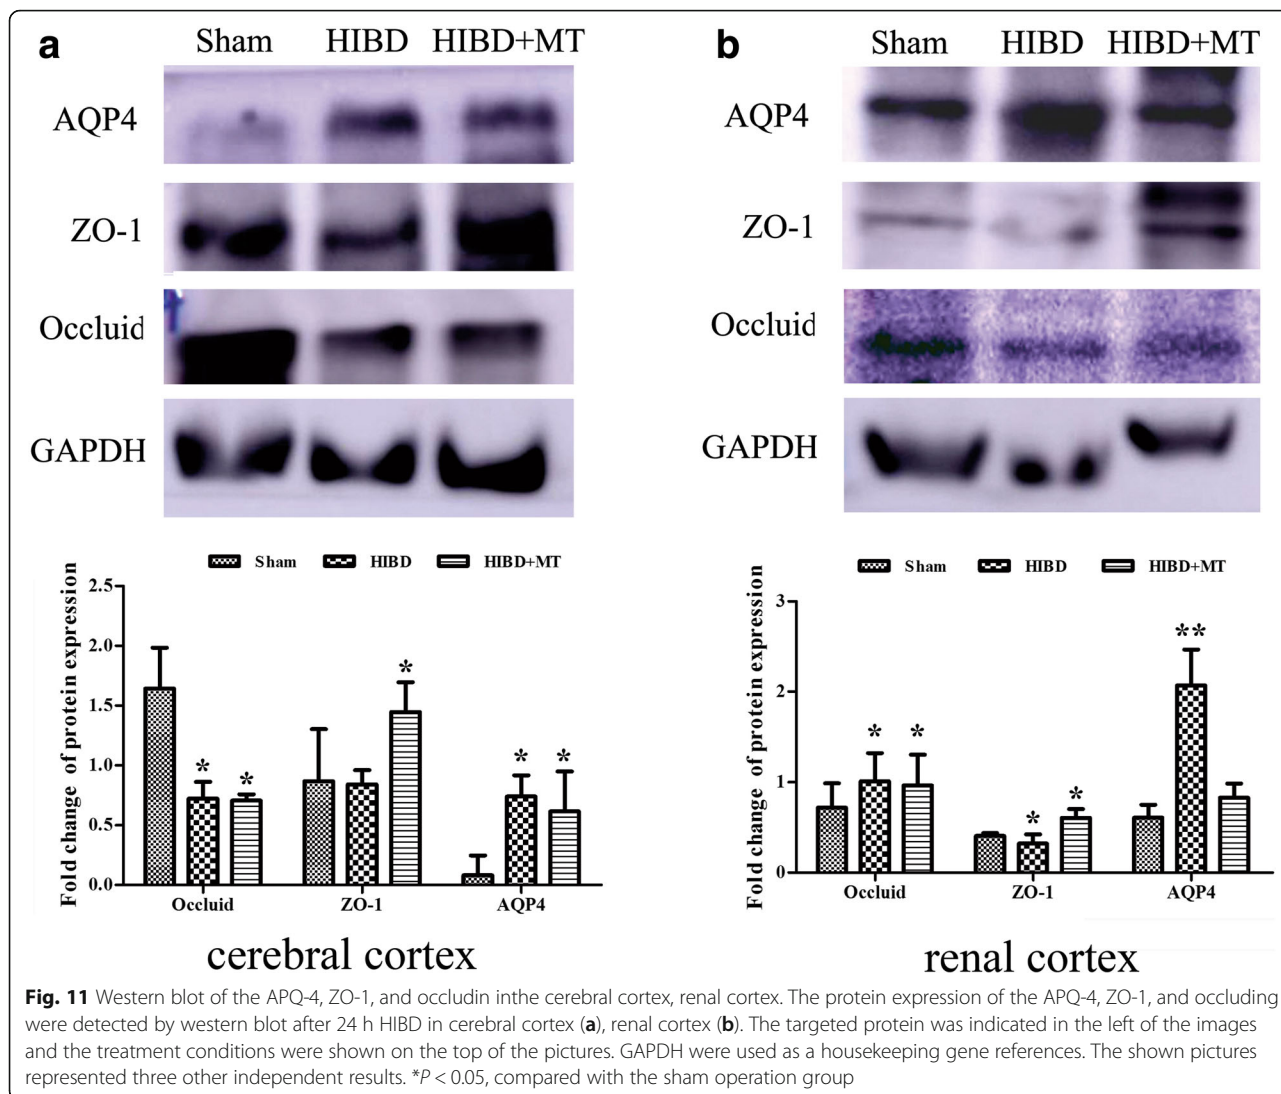 a
Sham HIBD HIBD+MT
AQP4
ZO-1
Occluid
GAPDH
Sham HIBD HIBD+MT
Fold change of protein expression
2.5
2.0
1.5
1.0
0.5
0.0
* * * * *
Occluid ZO-1 AQP4
cerebral cortex
b
Sham HIBD HIBD+MT
AQP4
ZO-1
Occluid
GAPDH
Sham HIBD HIBD+MT
Fold change of protein expression
3
2
1
0
* * * * **
Occluid ZO-1 AQP4
renal cortex
Fig. 11 Western blot of the APQ-4, ZO-1, and occludin inthe cerebral cortex, renal cortex. The protein expression of the APQ-4, ZO-1, and occluding
were detected by western blot after 24 h HIBD in cerebral cortex (a), renal cortex (b). The targeted protein was indicated in the left of the images
and the treatment conditions were shown on the top of the pictures. GAPDH were used as a housekeeping gene references. The shown pictures
represented three other independent results. *P < 0.05, compared with the sham operation group